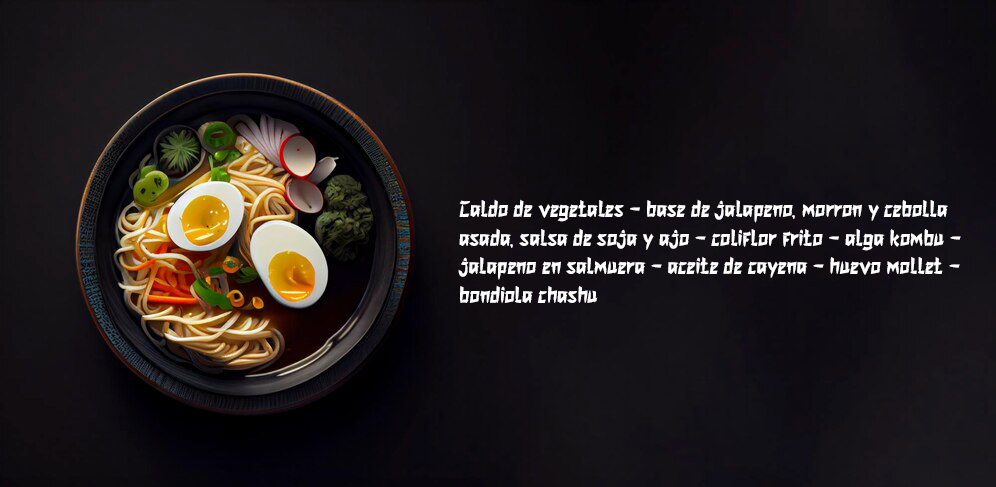 Caldo de vegetales - base de jalapeno, morron y cebolla
asada, salsa de soja y ajo - coliflor frito - alga kombu -
jalapeno en salmuera - aceite de cayena - huevo mollet -
bondiola chashu